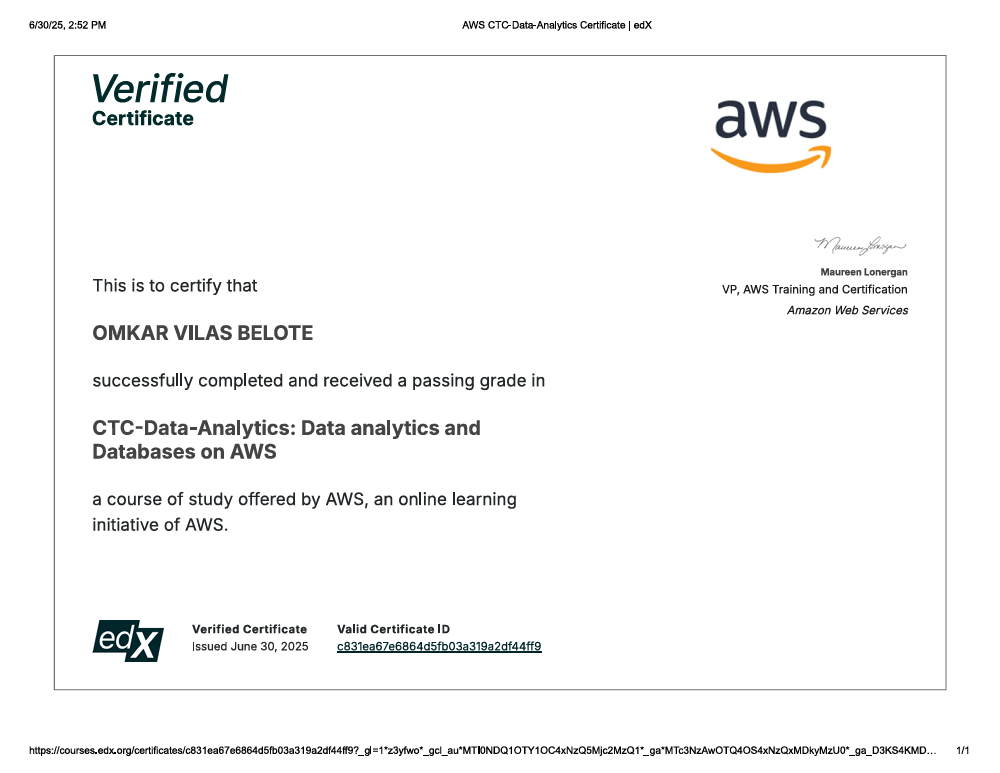 6/30/25, 2:52 PM
AWS CTC-Data-Analytics Certificate | edX
Verified
Certificate
aws
Maureen Lonergan
Maureen Lonergan
VP, AWS Training and Certification
Amazon Web Services
This is to certify that
OMKAR VILAS BELOTE
successfully completed and received a passing grade in
CTC-Data-Analytics: Data analytics and
Databases on AWS
a course of study offered by AWS, an online learning
initiative of AWS.
edX
Verified Certificate
Issued June 30, 2025
Valid Certificate ID
c831ea67e6864d5fb03a319a2df44ff9
https://courses.edx.org/certificates/c831ea67e6864d5fb03a319a2df44ff9?_gl=1*z3yfwo*_gcl_au*MTI0NDQ1OTY1OC4xNzQ5Mjc2MzQ1*_ga*MTc3NzAwOTQ4OS4xNzQxMDkyMzU0*_ga_D3KS4KMD…
1/1